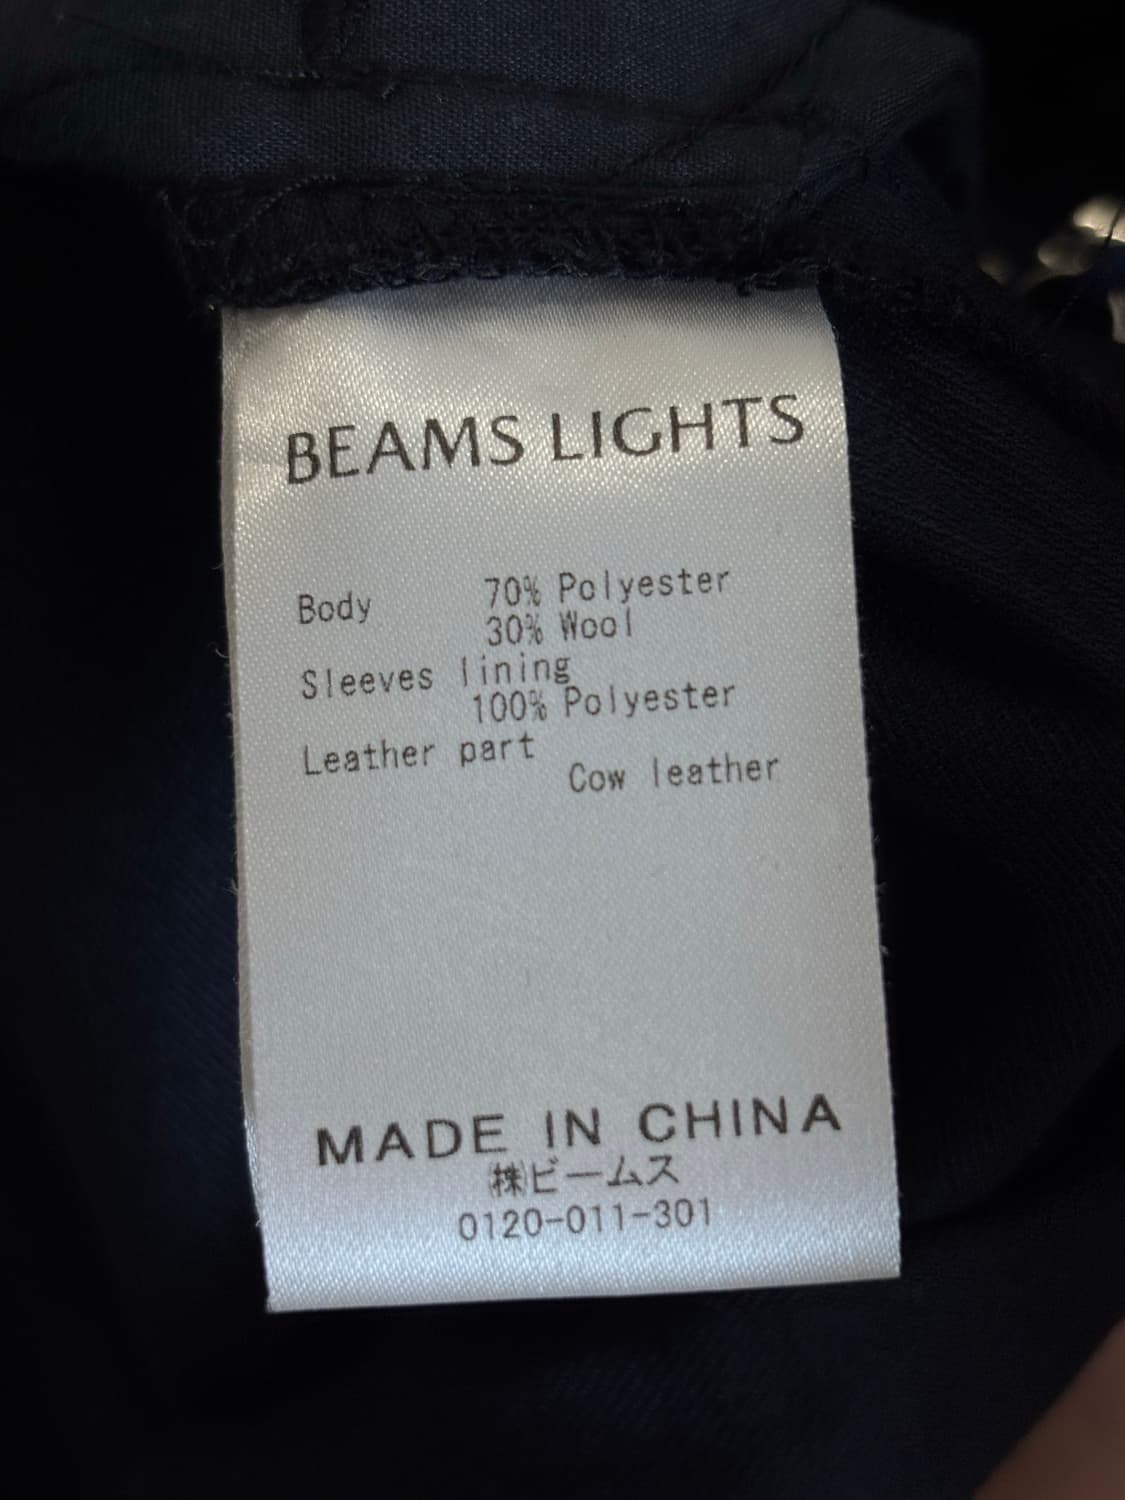 BEAMS LIGHTS
Body 70% Polyester
30% Wool
Sleeves lining
100% Polyester
Leather part
Cow leather
MADE IN CHINA
㈱ビームス
0120-011-301